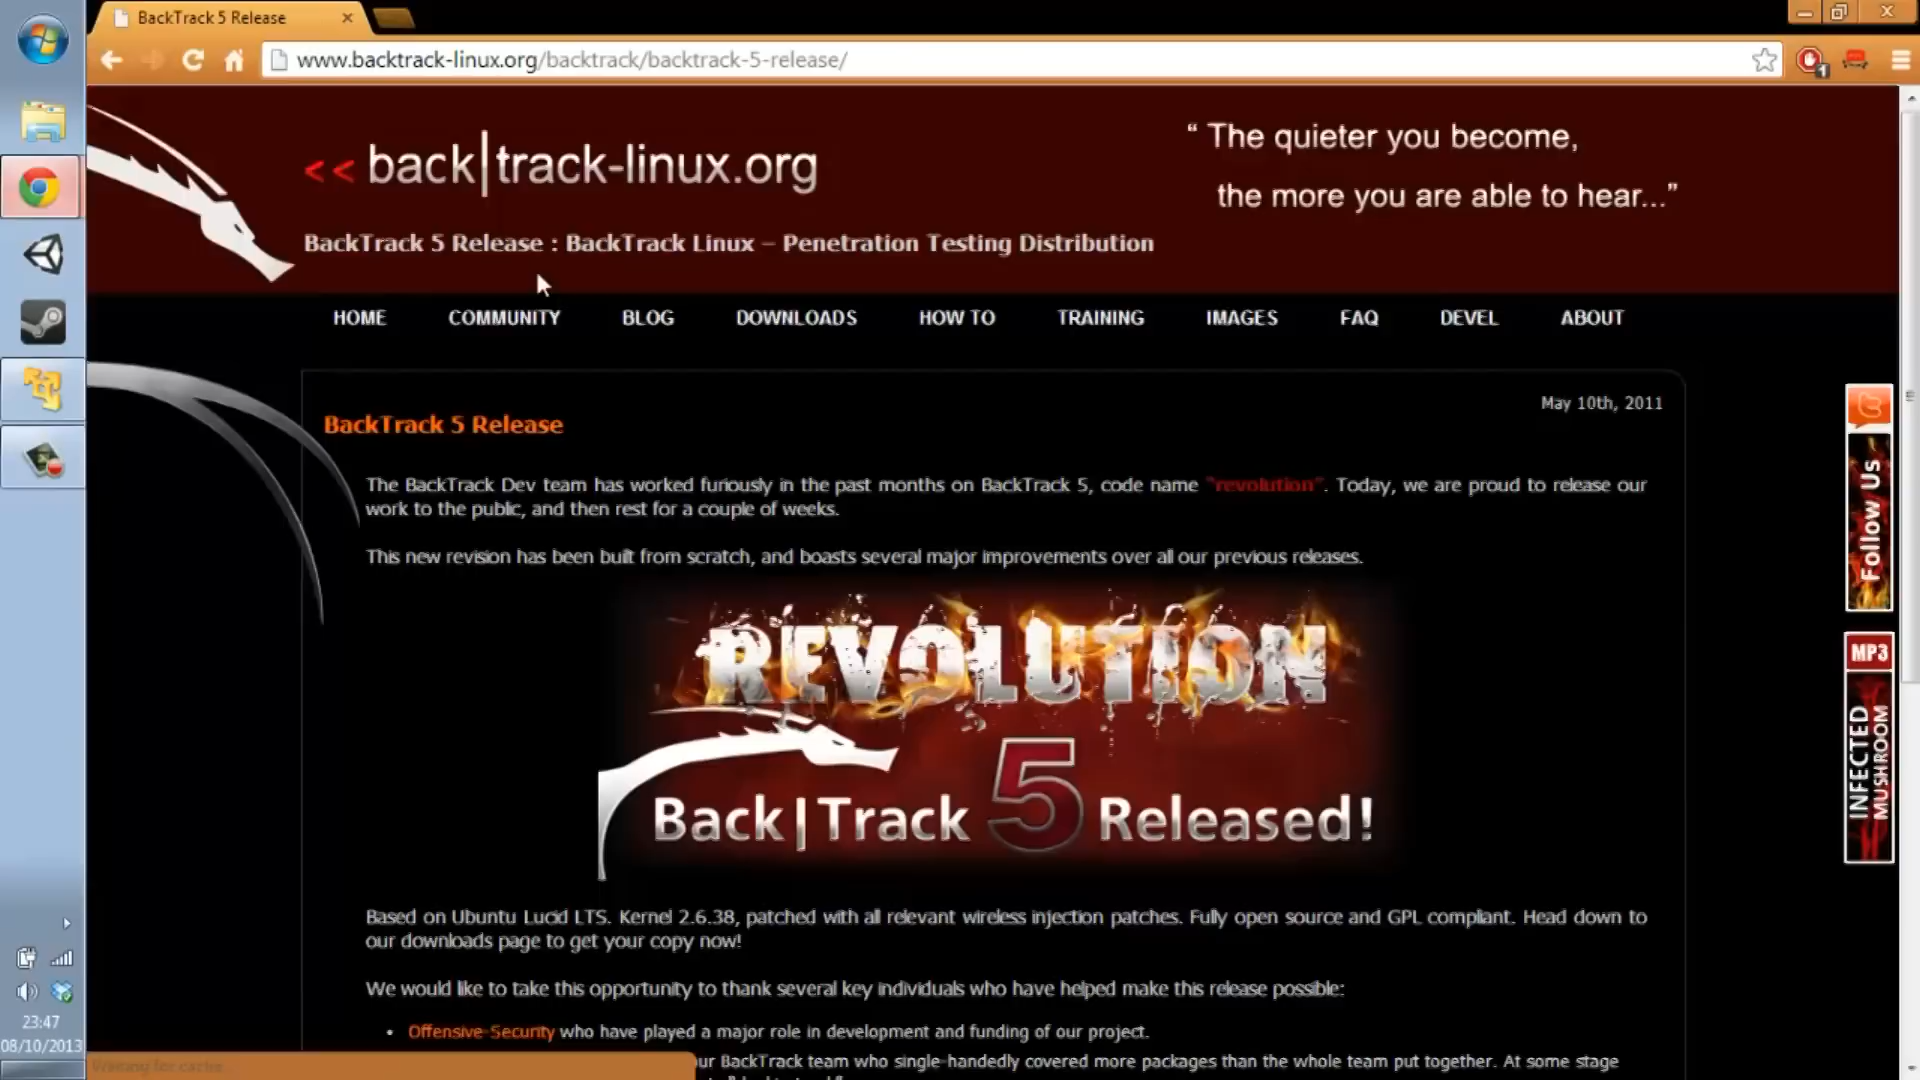 BackTrack 5 Release
www.backtrack-linux.org/backtrack/backtrack-5-release/
1
<< back|track-linux.org
“ The quieter you become,
the more you are able to hear...”
BackTrack 5 Release : BackTrack Linux – Penetration Testing Distribution
HOME COMMUNITY BLOG DOWNLOADS HOW TO TRAINING IMAGES FAQ DEVEL ABOUT
May 10th, 2011
BackTrack 5 Release
The BackTrack Dev team has worked furiously in the past months on BackTrack 5, code name "revolution". Today, we are proud to release our
work to the public, and then rest for a couple of weeks.
This new revision has been built from scratch, and boasts several major improvements over all our previous releases.
REVOLUTION
Back|Track 5 Released!
Based on Ubuntu Lucid LTS. Kernel 2.6.38, patched with all relevant wireless injection patches. Fully open source and GPL compliant. Head down to
our downloads page to get your copy now!
We would like to take this opportunity to thank several key individuals who have helped make this release possible:
• Offensive Security who have played a major role in development and funding of our project.
our BackTrack team who single-handedly covered more packages than the whole team put together. At some stage
Follow Us
MP3
INFECTED
MUSHROOM
23:47
08/10/2013